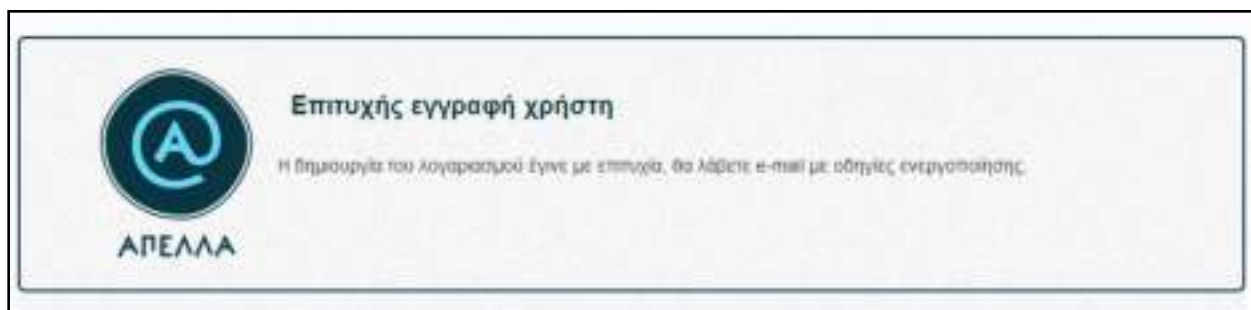 Επιτυχής εγγραφή χρήστη
Η δημιουργία του λογαριασμού έγινε με επιτυχία, θα λάβετε e-mail με οδηγίες ενεργοποίησης.
ΑΠΕΛΛΑ